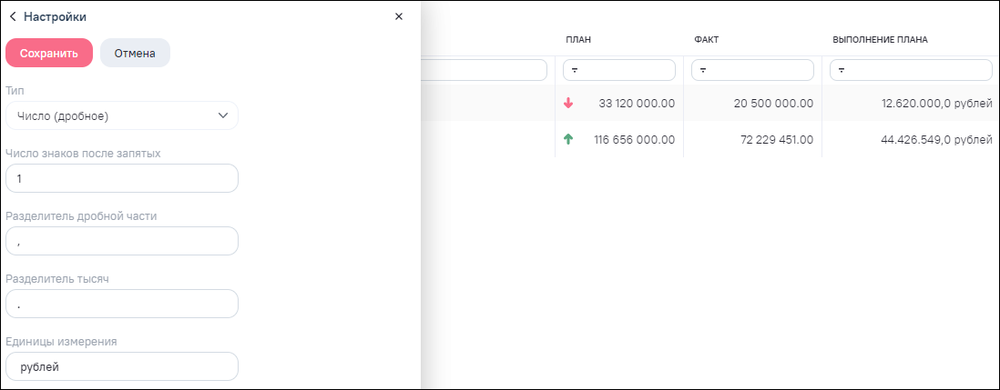 Настройки
Сохранить Отмена
Тип
Число (дробное)
Число знаков после запятых
1
Разделитель дробной части
,
Разделитель тысяч
.
Единицы измерения
рублей
ПЛАН ФАКТ ВЫПОЛНЕНИЕ ПЛАНА
33 120 000.00 20 500 000.00 12.620.000,0 рублей
116 656 000.00 72 229 451.00 44.426.549,0 рублей